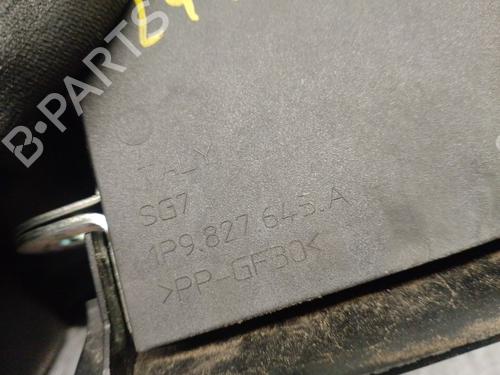 B-PARTS
ITALY
SG7
1P9.827 645.A
>PP-GF30<